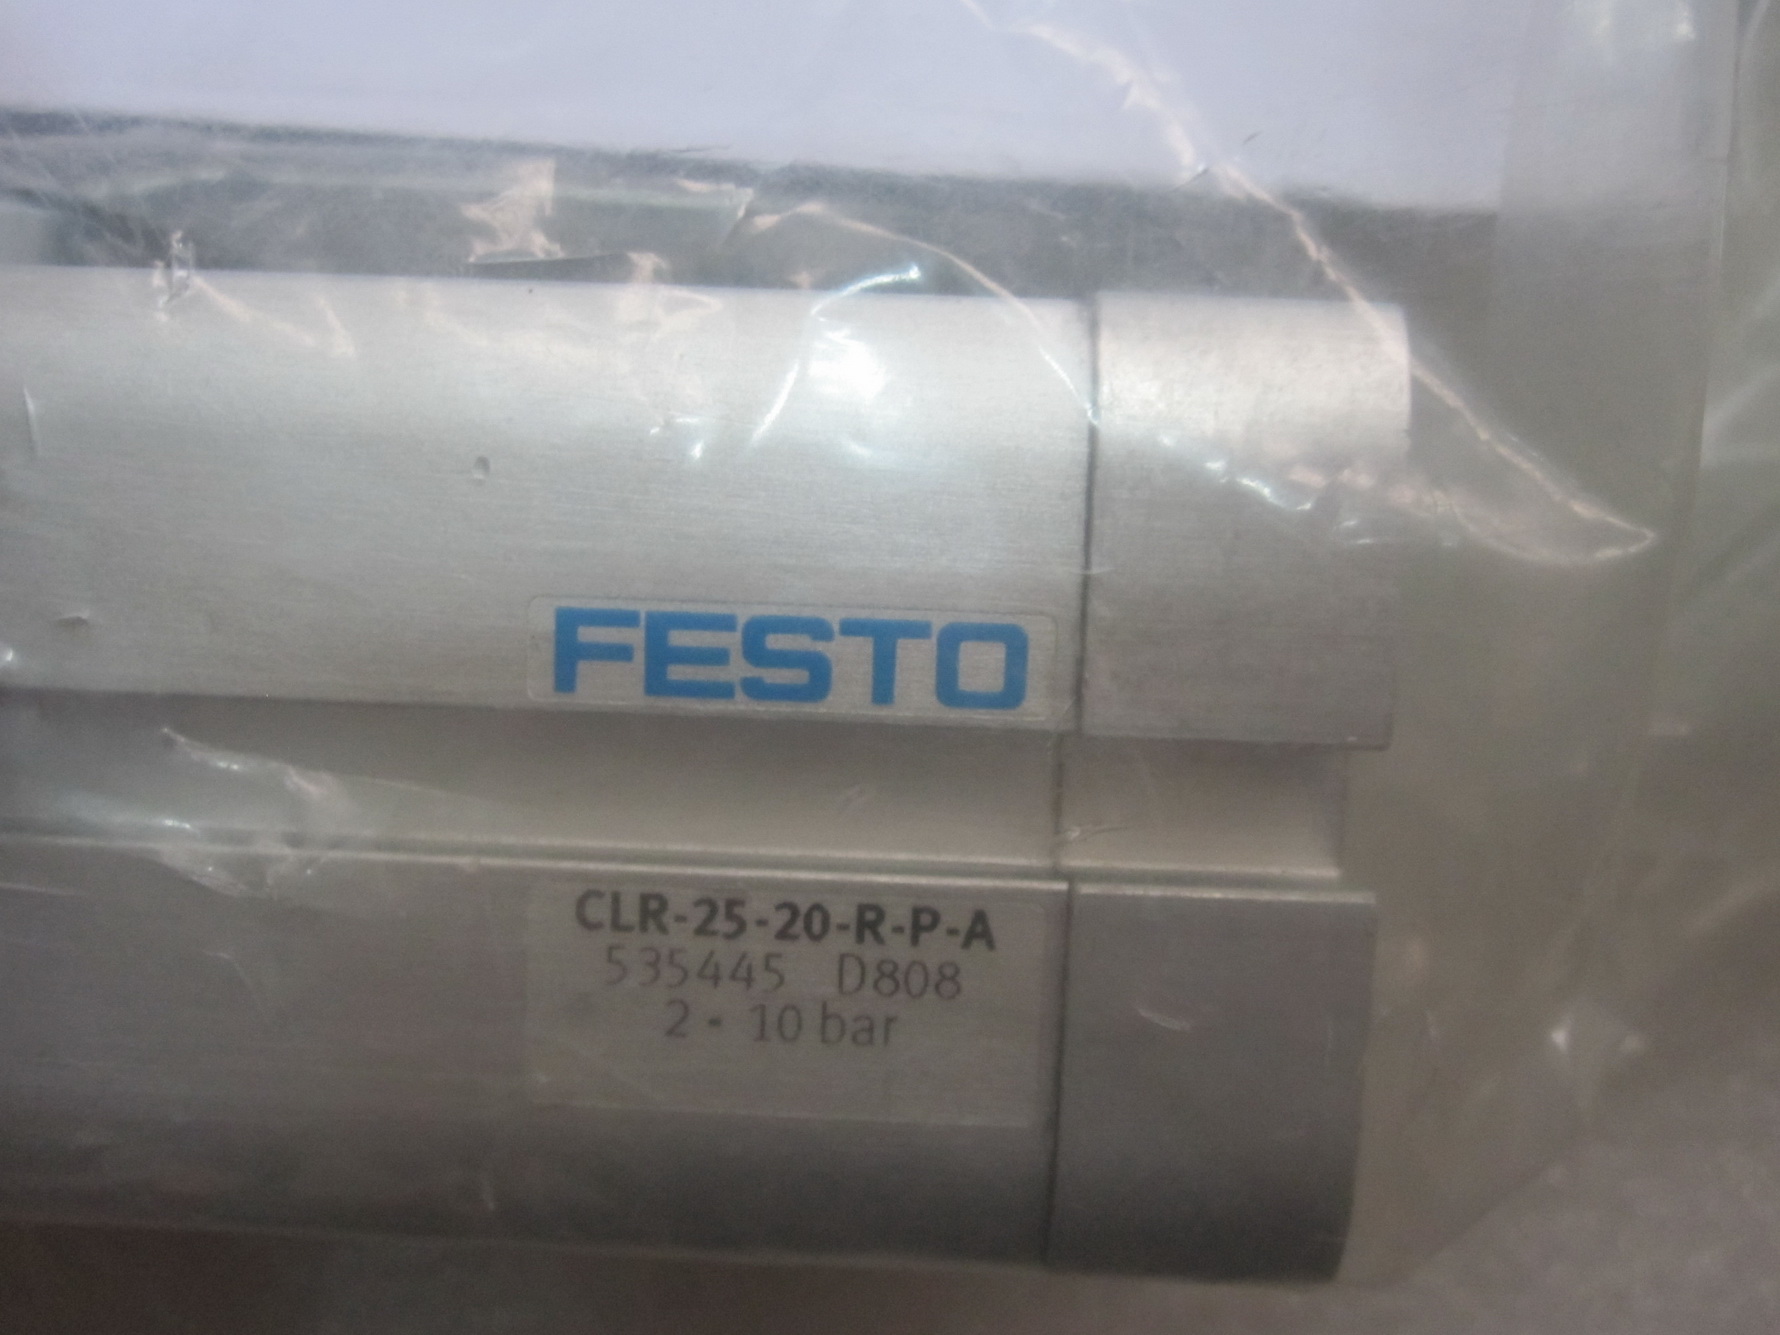 FESTO
CLR-25-20-R-P-A
535445 D808
2 - 10 bar